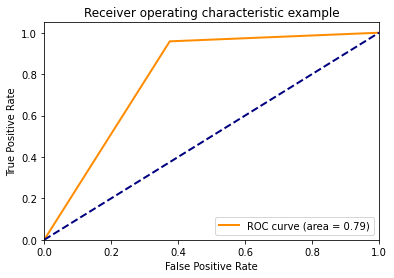 Receiver operating characteristic example
True Positive Rate
1.0
0.8
0.6
0.4
0.2
0.0
ROC curve (area = 0.79)
0.0 0.2 0.4 0.6 0.8 1.0
False Positive Rate